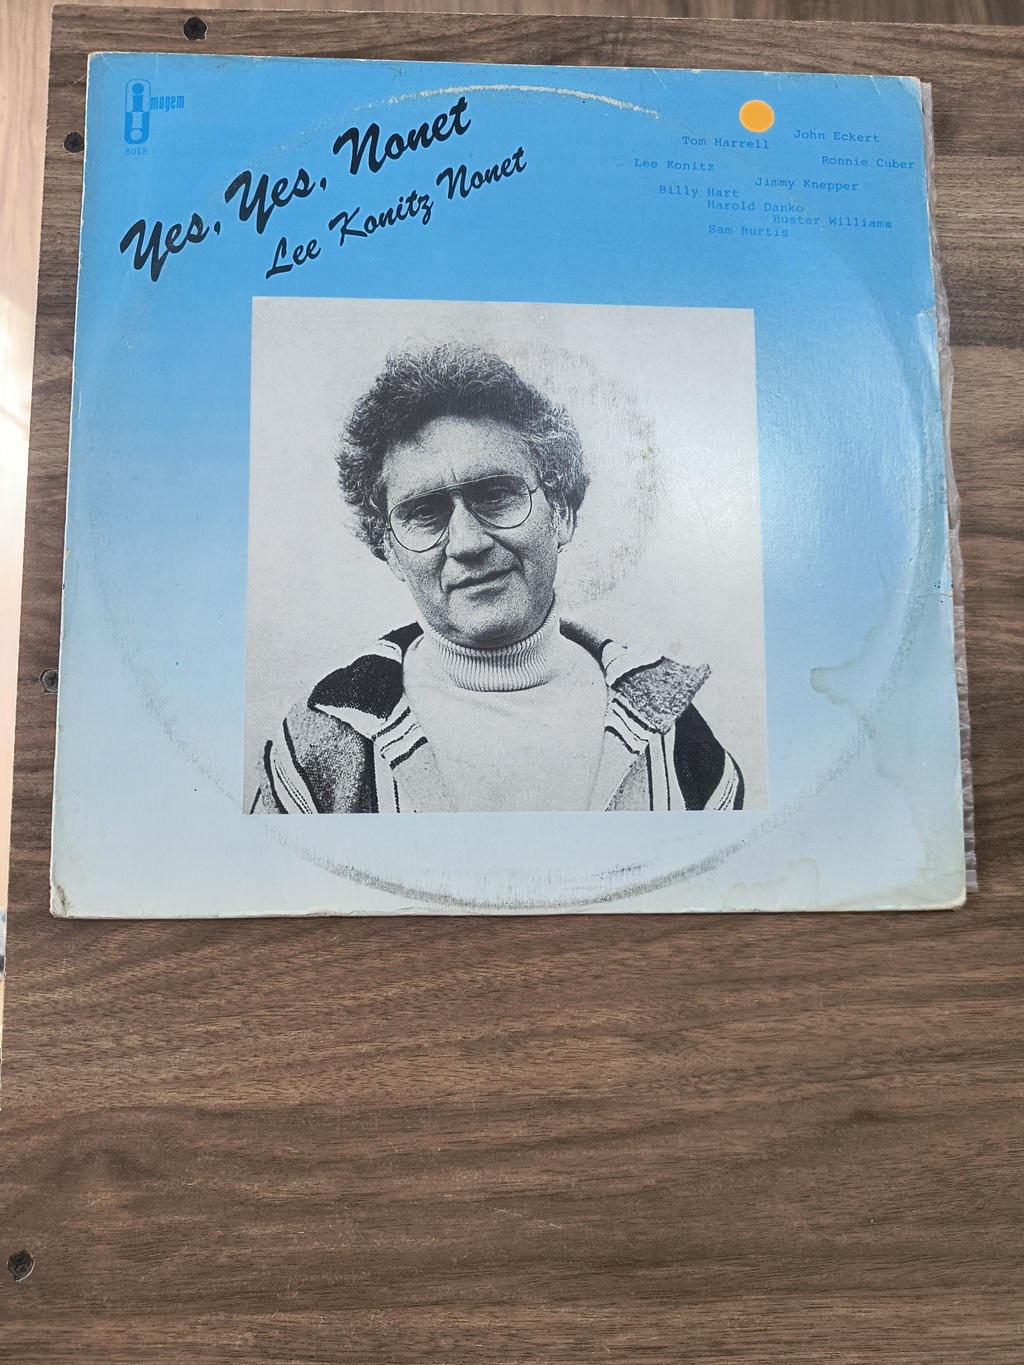 imagem
8018
Yes, Yes, Nonet
Lee Konitz Nonet
John Eckert
Tom Harrell
Ronnie Cuber
Lee Konitz
Jimmy Knepper
Billy Hart
Harold Danko
Buster Williams
Sam Burtis